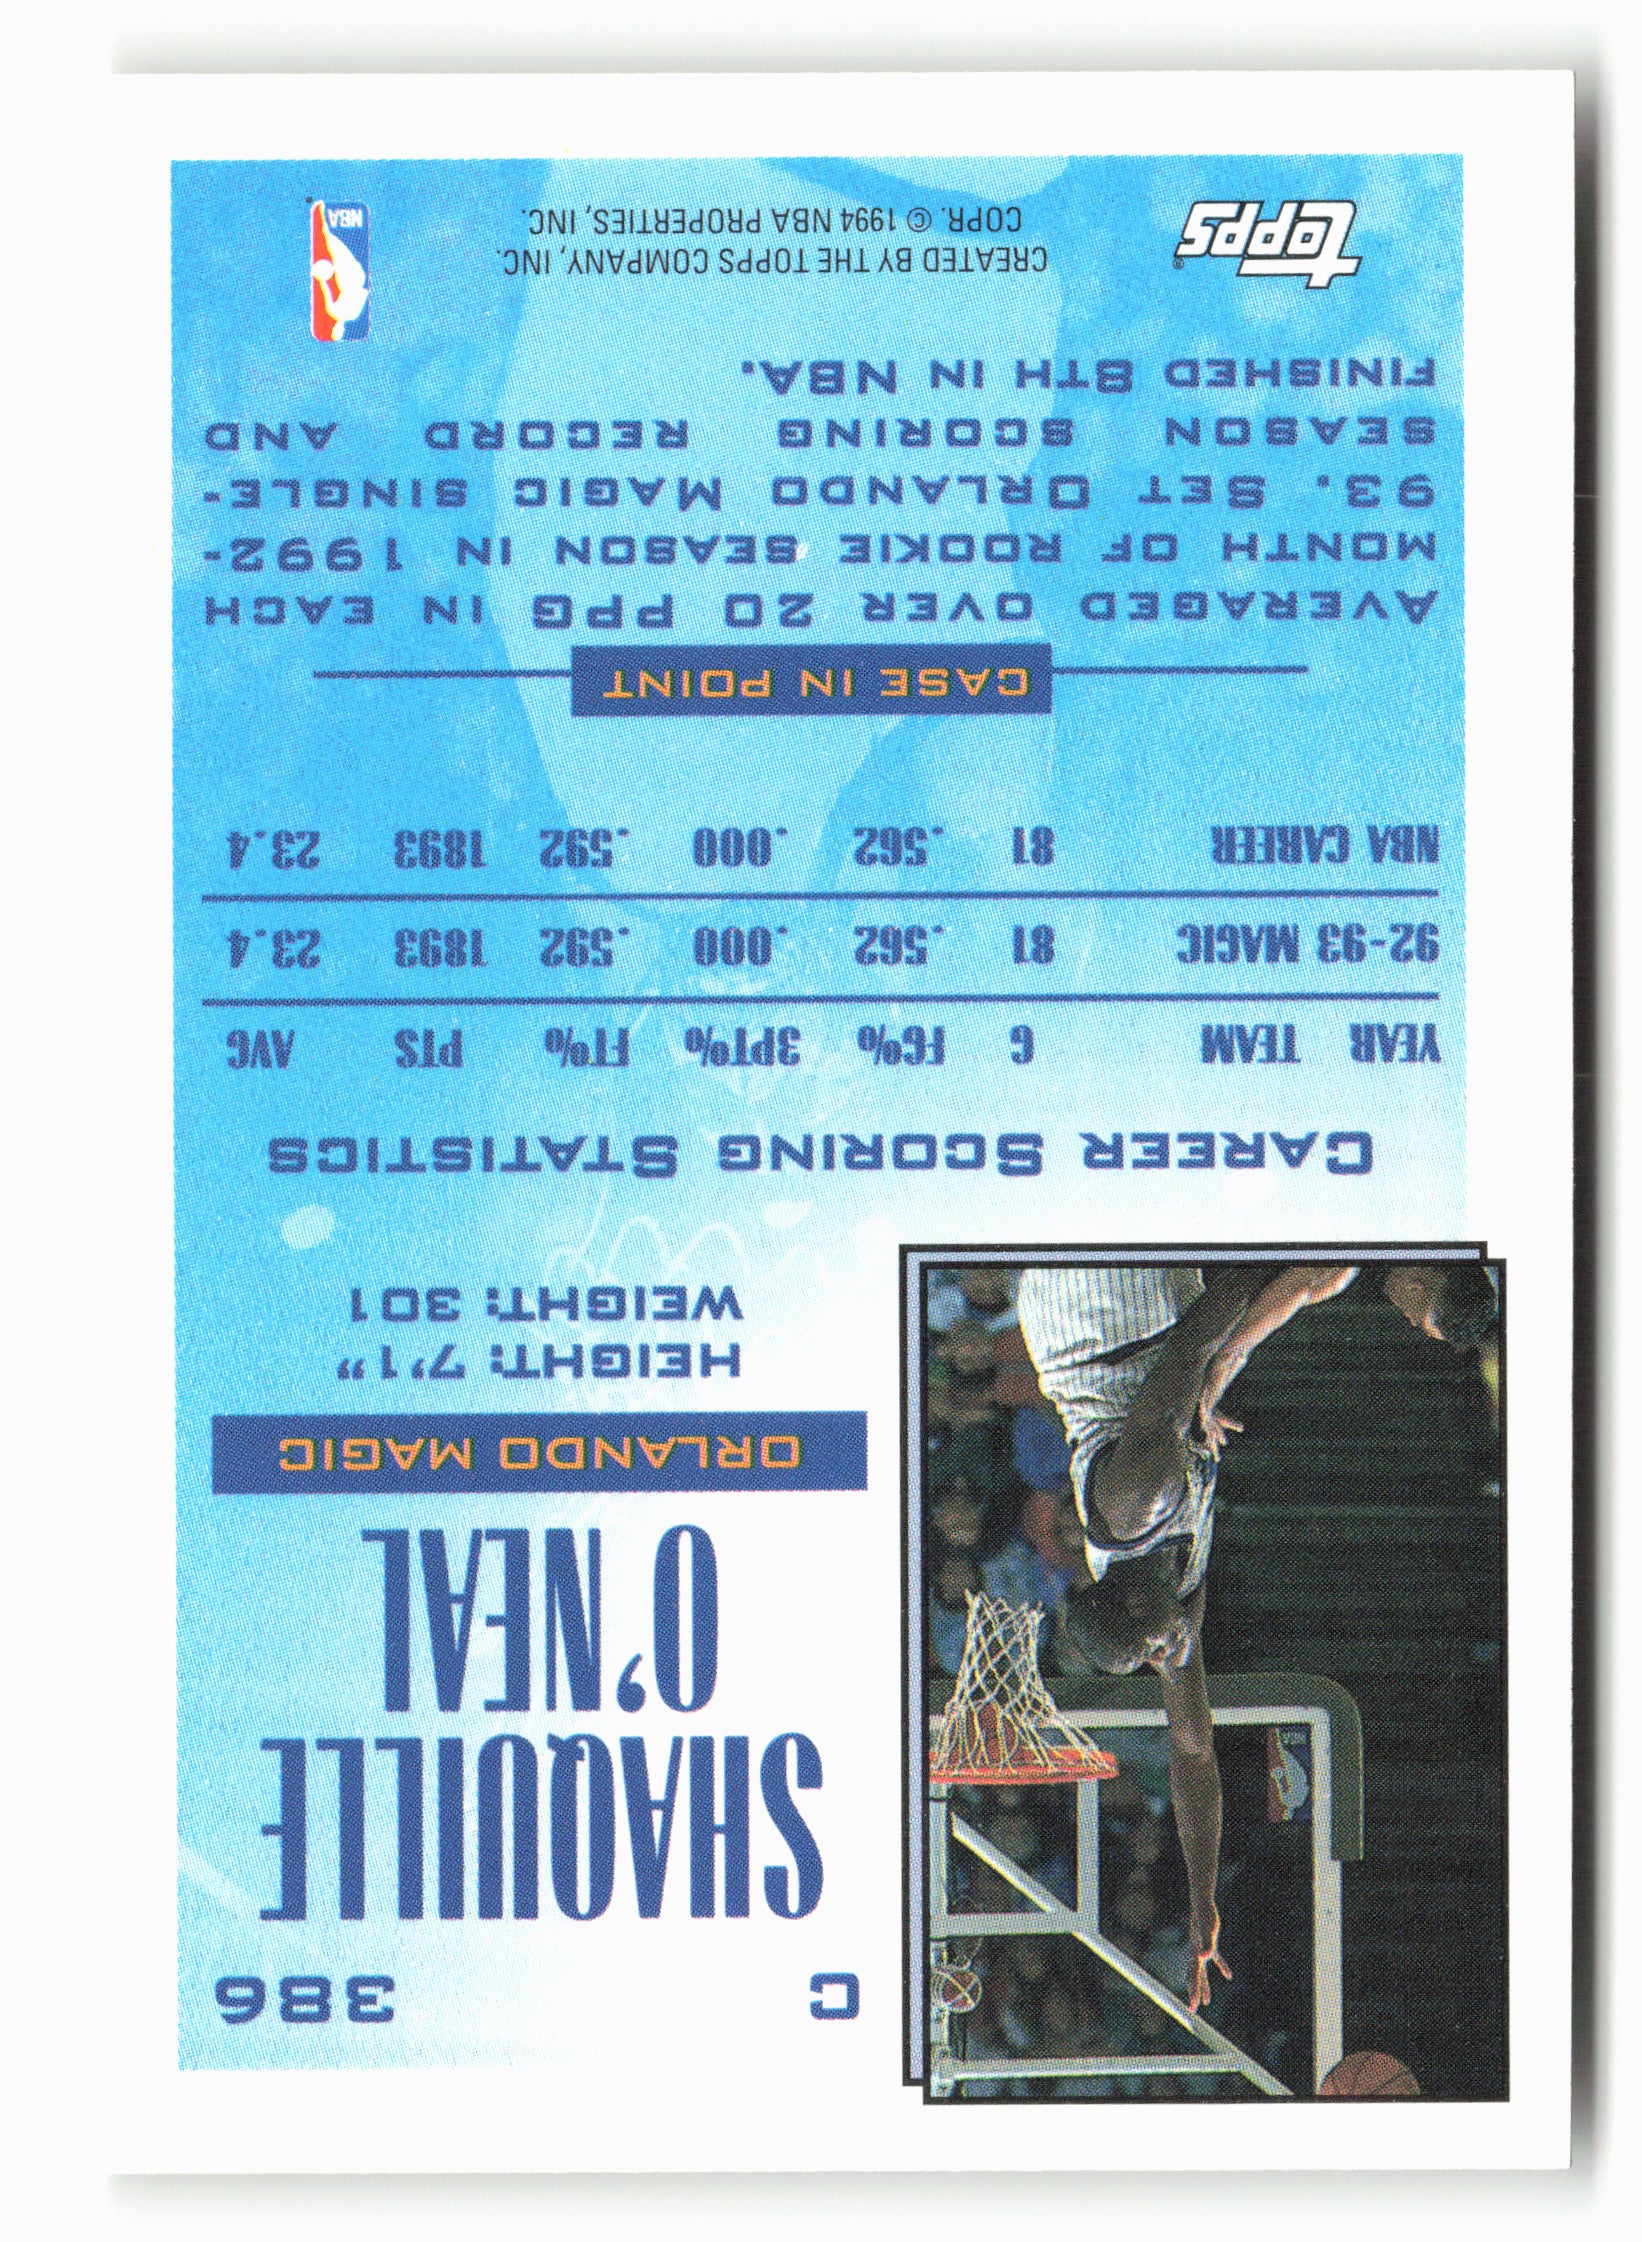 C 386
SHAQUILLE
O'NEAL
ORLANDO MAGIC
HEIGHT: 7'1"
WEIGHT: 301
CAREER SCORING STATISTICS
YEAR TEAM G FG% 3PT% FT% PTS AVG
92-93 MAGIC 81 .562 .000 .592 1893 23.4
NBA CAREER 81 .562 .000 .592 1893 23.4
CASE IN POINT
AVERAGED OVER 20 PPG IN EACH
MONTH OF ROOKIE SEASON IN 1992-
93. SET ORLANDO MAGIC SINGLE-
SEASON SCORING RECORD AND
FINISHED 8TH IN NBA.
Topps®
CREATED BY THE TOPPS COMPANY, INC.
COPR. © 1994 NBA PROPERTIES, INC.
NBA
NBA